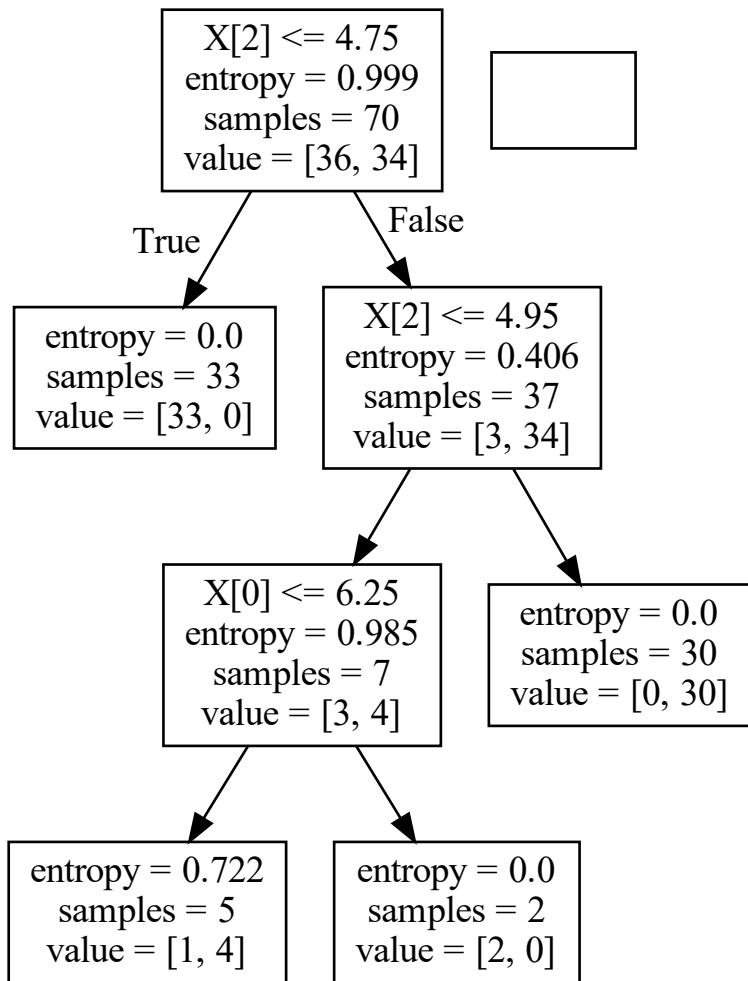 X[2] <= 4.75
entropy = 0.999
samples = 70
value = [36, 34]
True
False
entropy = 0.0
samples = 33
value = [33, 0]
X[2] <= 4.95
entropy = 0.406
samples = 37
value = [3, 34]
X[0] <= 6.25
entropy = 0.985
samples = 7
value = [3, 4]
entropy = 0.0
samples = 30
value = [0, 30]
entropy = 0.722
samples = 5
value = [1, 4]
entropy = 0.0
samples = 2
value = [2, 0]